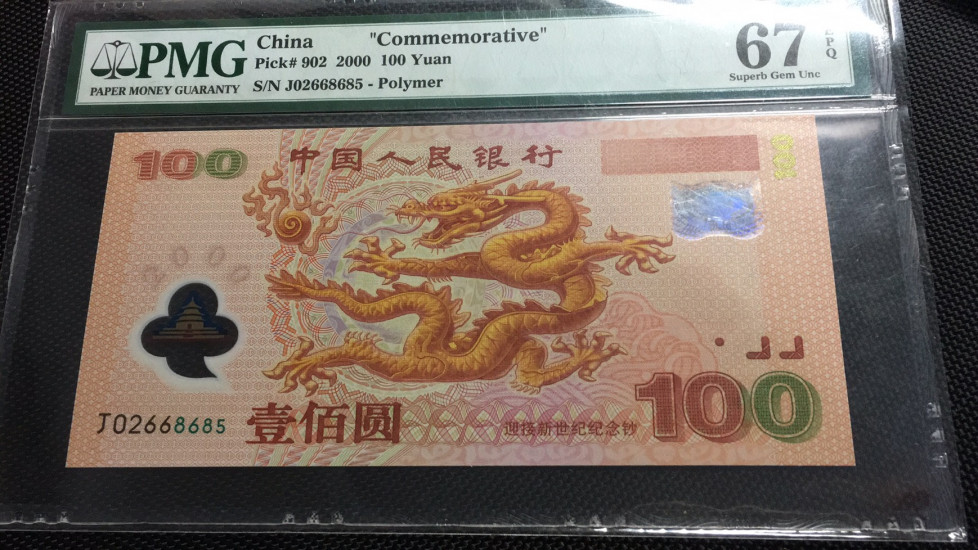 PMG
PAPER MONEY GUARANTY
China "Commemorative"
Pick# 902 2000 100 Yuan
S/N J02668685 - Polymer
67 EPQ
Superb Gem Unc
100 中国人民银行
2000
J02668685 壹佰圆
迎接新世纪纪念钞
100